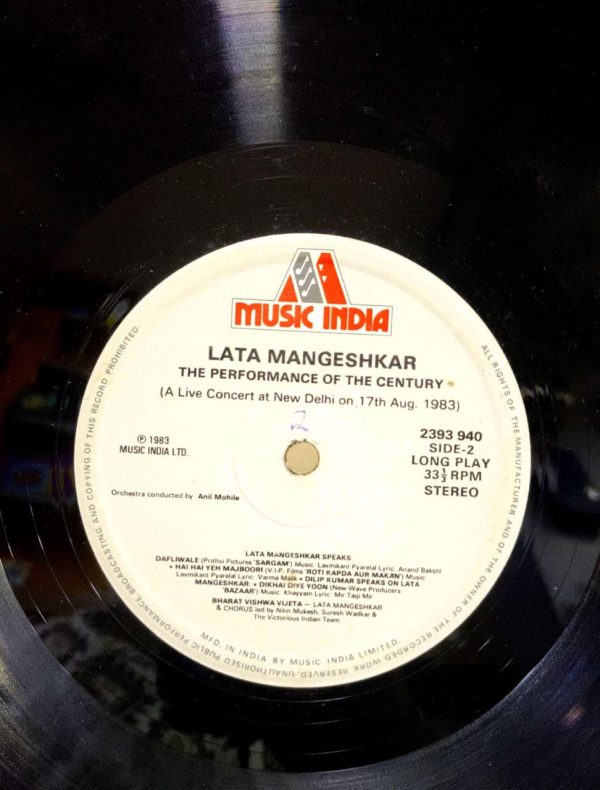 MUSIC INDIA
LATA MANGESHKAR
THE PERFORMANCE OF THE CENTURY
(A Live Concert at New Delhi on 17th Aug. 1983)
2
℗ 1983
MUSIC INDIA LTD.
2393 940
SIDE-2
LONG PLAY
33⅓ RPM
STEREO
Orchestra conducted by Anil Mohile
LATA MANGESHKAR SPEAKS
DAFLIWALE (Prithvi Pictures 'SARGAM') Music: Laxmikant Pyarelal Lyric: Anand Bakshi
• HAI HAI YEH MAJBOORI (V.I.P. Films 'ROTI KAPDA AUR MAKAN') Music:
Laxmikant Pyarelal Lyric: Varma Malik • DILIP KUMAR SPEAKS ON LATA
MANGESHKAR: • DIKHAI DIYE YOON (New Wave Producers
'BAZAAR') Music: Khayyam Lyric: Mir Taqi Mir
BHARAT VISHWA VIJETA — LATA MANGESHKAR
& CHORUS led by Nitin Mukesh, Suresh Wadkar &
The Victorious Indian Team
MFD. IN INDIA BY MUSIC INDIA LIMITED.
ALL RIGHTS OF THE MANUFACTURER AND OF THE OWNER OF THE RECORDED WORK RESERVED. UNAUTHORISED PUBLIC PERFORMANCE BROADCASTING AND COPYING OF THIS RECORD PROHIBITED.